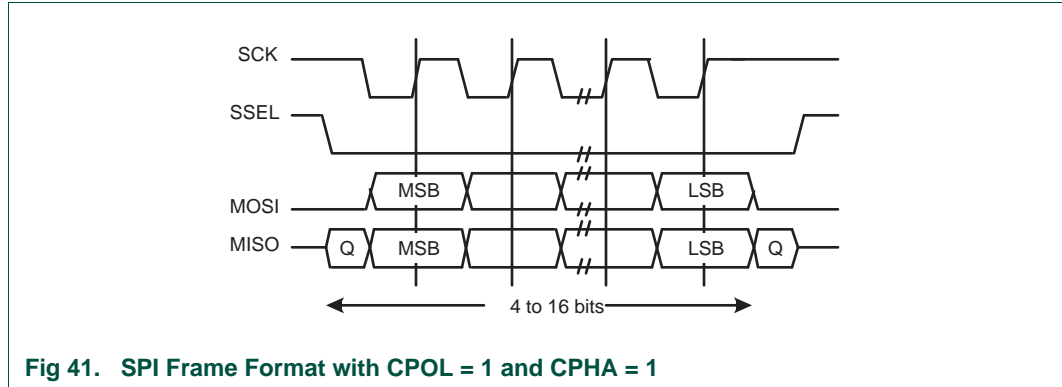 SCK
SSEL
MOSI MSB LSB
MISO Q MSB LSB Q
4 to 16 bits
Fig 41. SPI Frame Format with CPOL = 1 and CPHA = 1